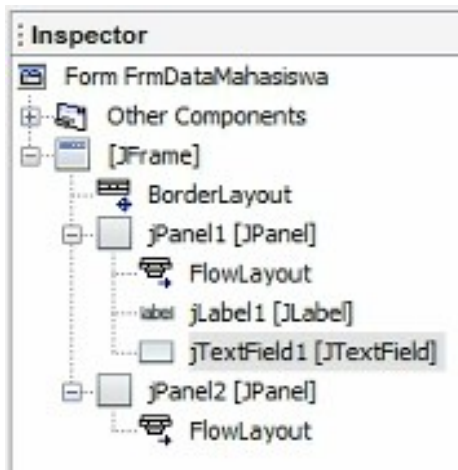 Inspector
Form FrmDataMahasiswa
Other Components
[JFrame]
BorderLayout
jPanel1 [JPanel]
FlowLayout
label jLabel1 [JLabel]
jTextField1 [JTextField]
jPanel2 [JPanel]
FlowLayout